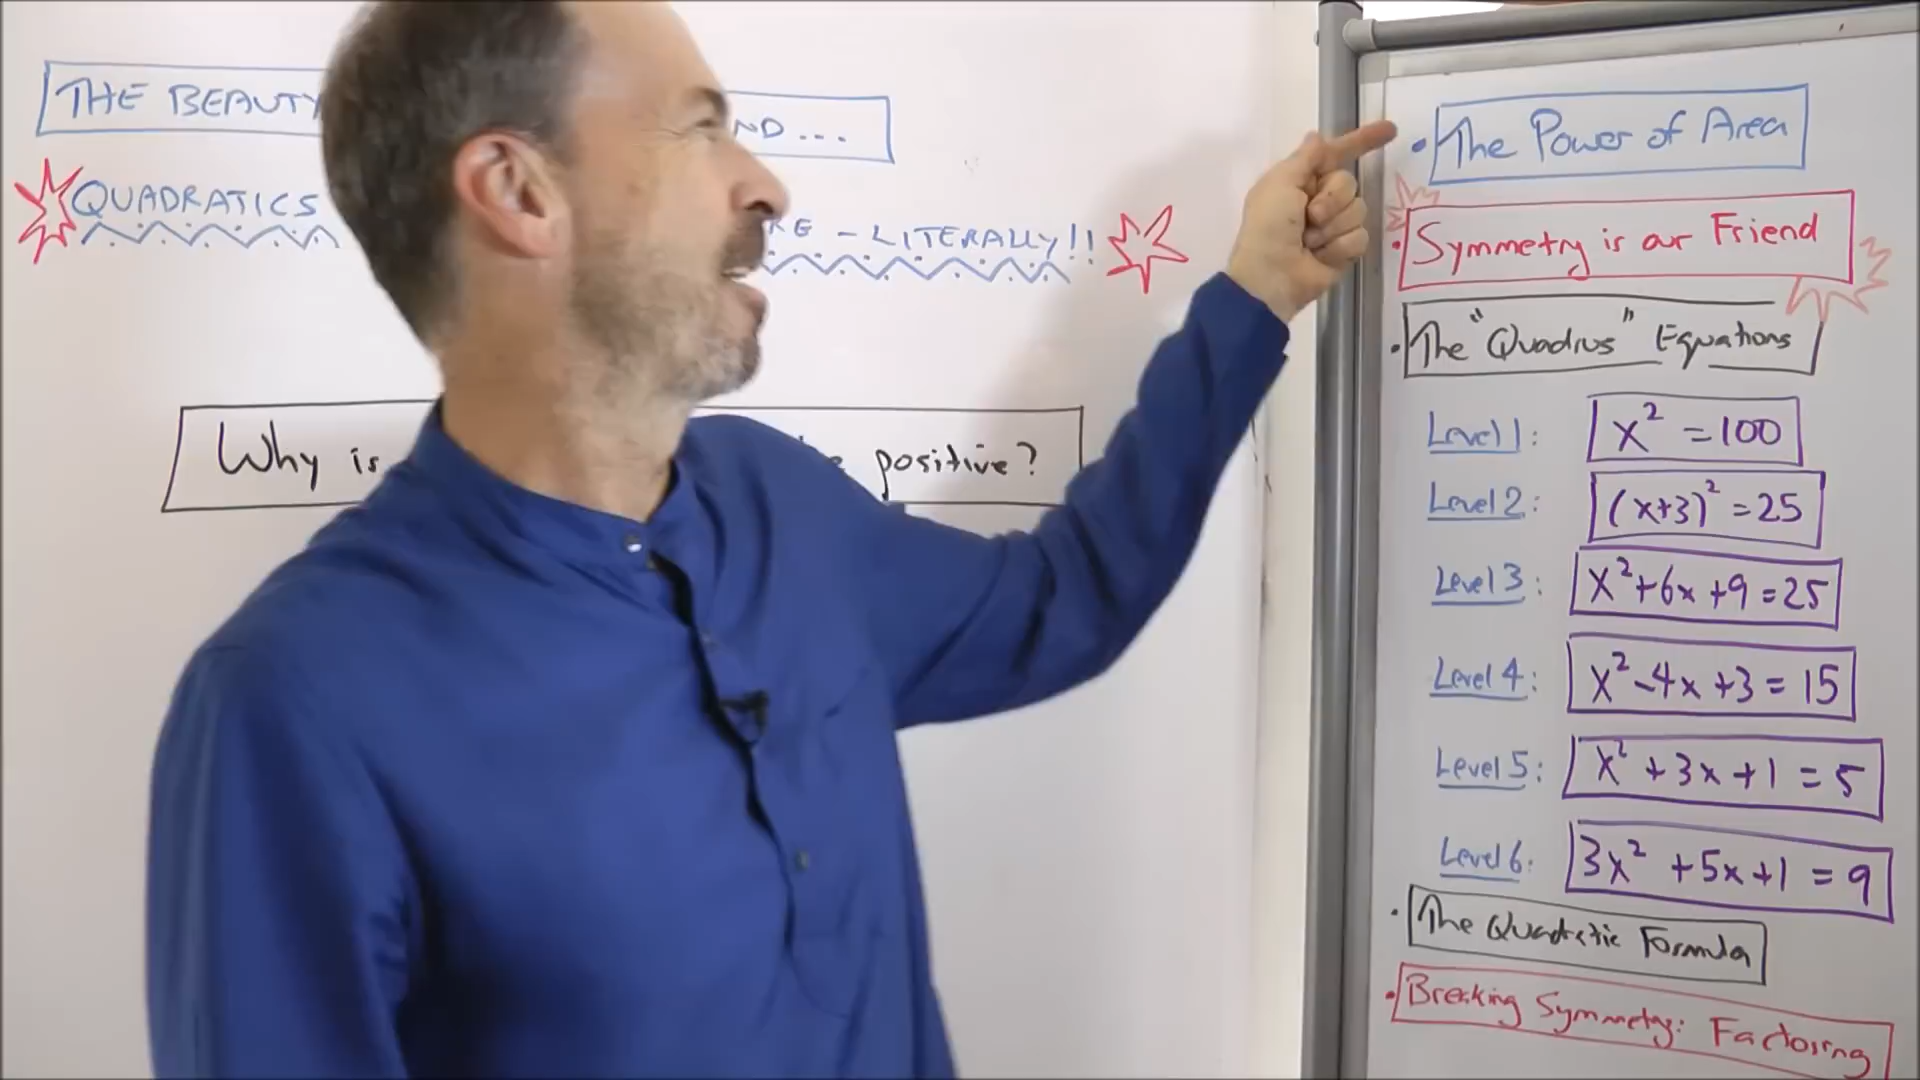 THE BEAUTY
ND...
QUADRATICS
RE - LITERALLY!!
Why is
positive?
• The Power of Area
• Symmetry is our Friend
• The "Quadrus" Equations
Level 1: x² = 100
Level 2: (x+3)² = 25
Level 3: x²+6x+9=25
Level 4: x²-4x+3=15
Level 5: x²+3x+1=5
Level 6: 3x²+5x+1=9
• The Quadratic Formula
• Breaking Symmetry: Factoring